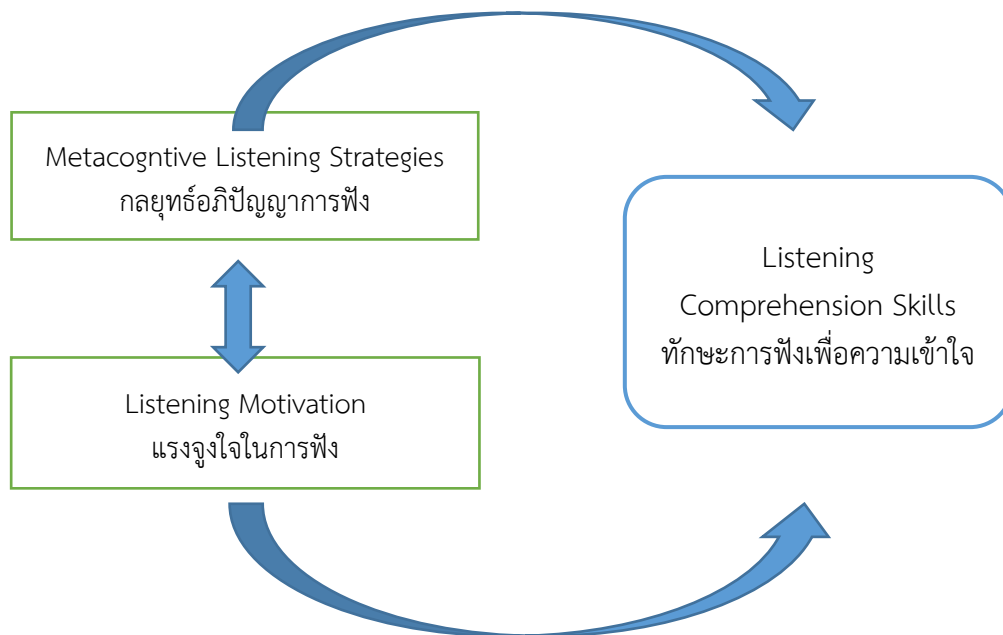 Metacogntive Listening Strategies
กลยุทธ์อภิปัญญาการฟัง
Listening Motivation
แรงจูงใจในการฟัง
Listening
Comprehension Skills
ทักษะการฟังเพื่อความเข้าใจ